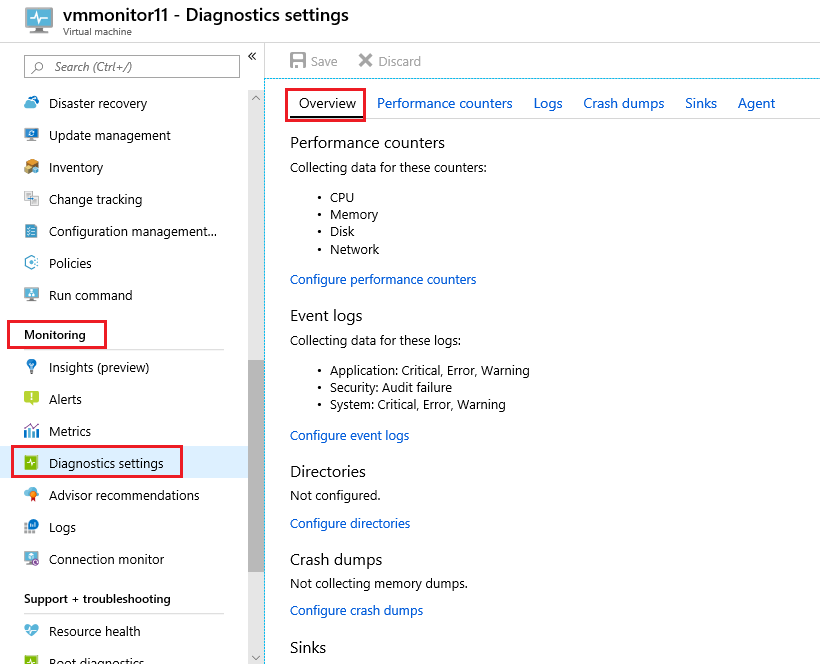 vmmonitor11 - Diagnostics settings
Virtual machine
Search (Ctrl+/)
«
Disaster recovery
Update management
Inventory
Change tracking
Configuration management...
Policies
Run command
Monitoring
Insights (preview)
Alerts
Metrics
Diagnostics settings
Advisor recommendations
Logs
Connection monitor
Support + troubleshooting
Resource health
Boot diagnostics
Save Discard
Overview Performance counters Logs Crash dumps Sinks Agent
Performance counters
Collecting data for these counters:
• CPU
• Memory
• Disk
• Network
Configure performance counters
Event logs
Collecting data for these logs:
• Application: Critical, Error, Warning
• Security: Audit failure
• System: Critical, Error, Warning
Configure event logs
Directories
Not configured.
Configure directories
Crash dumps
Not collecting memory dumps.
Configure crash dumps
Sinks